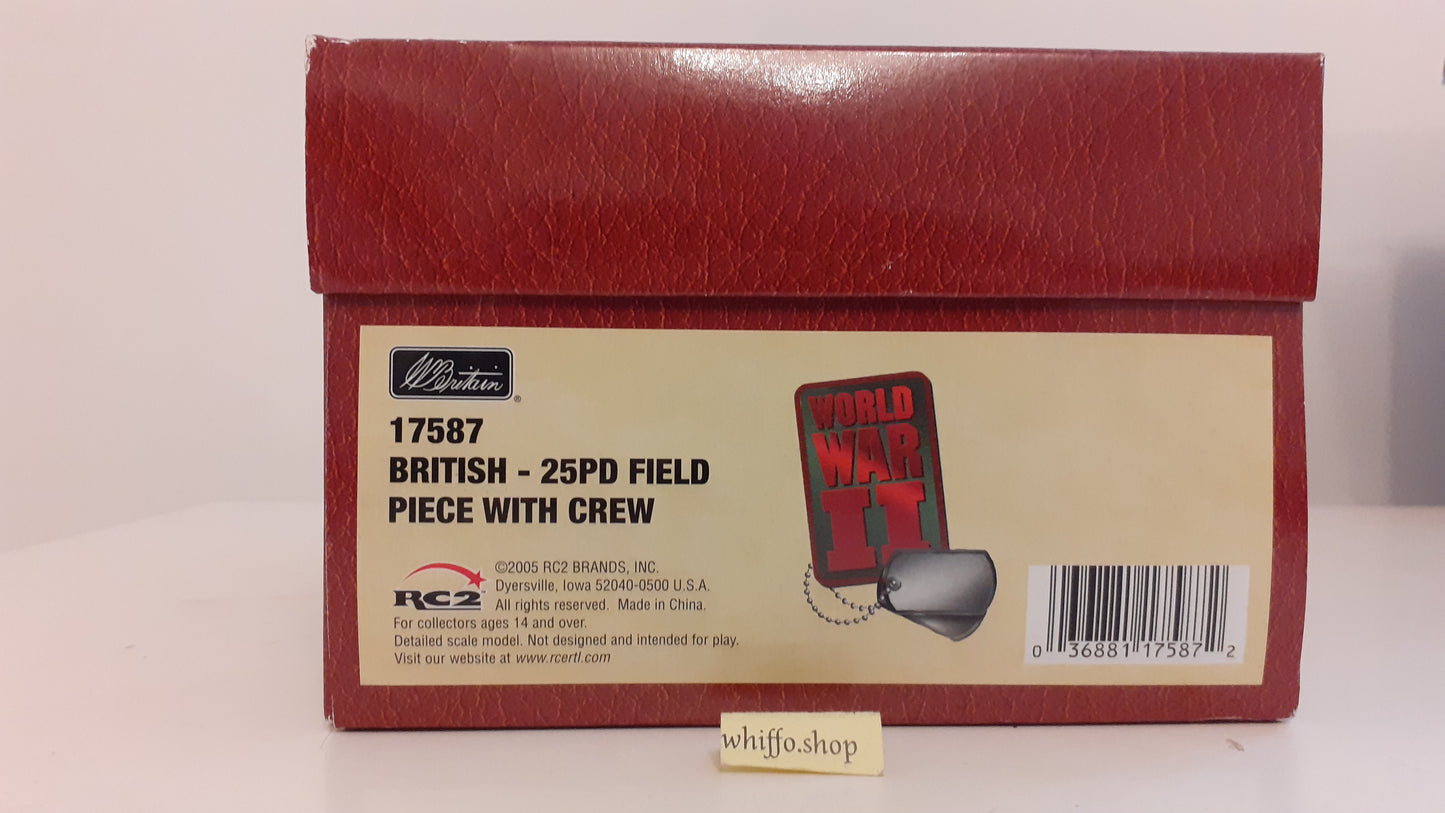 W Britain
®
17587
BRITISH - 25PD FIELD
PIECE WITH CREW
RC2™
©2005 RC2 BRANDS, INC.
Dyersville, Iowa 52040-0500 U.S.A.
All rights reserved. Made in China.
For collectors ages 14 and over.
Detailed scale model. Not designed and intended for play.
Visit our website at www.rcertl.com
WORLD
WAR
II
0 36881 17587 2
whiffo.shop